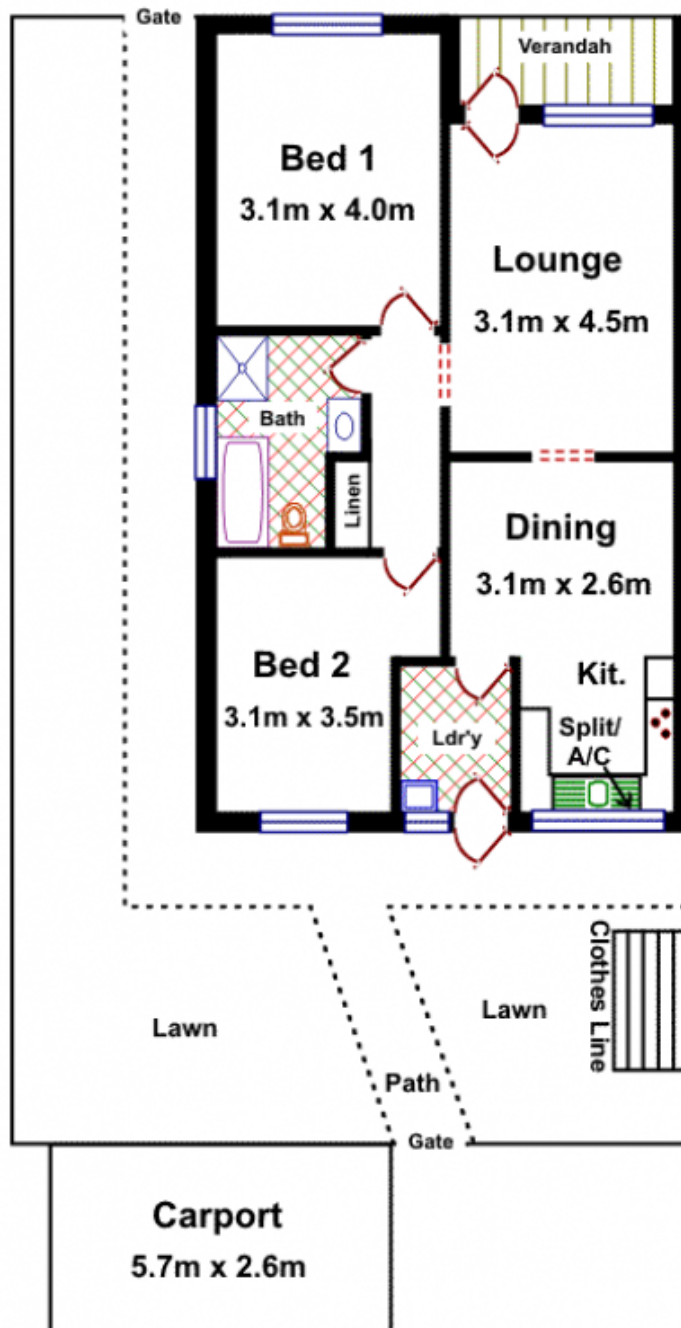 Gate
Verandah
Bed 1
3.1m x 4.0m
Lounge
3.1m x 4.5m
Bath
Linen
Dining
3.1m x 2.6m
Bed 2
3.1m x 3.5m
Kit.
Ldr'y
Split/
A/C
Clothes Line
Lawn
Lawn
Path
Gate
Carport
5.7m x 2.6m